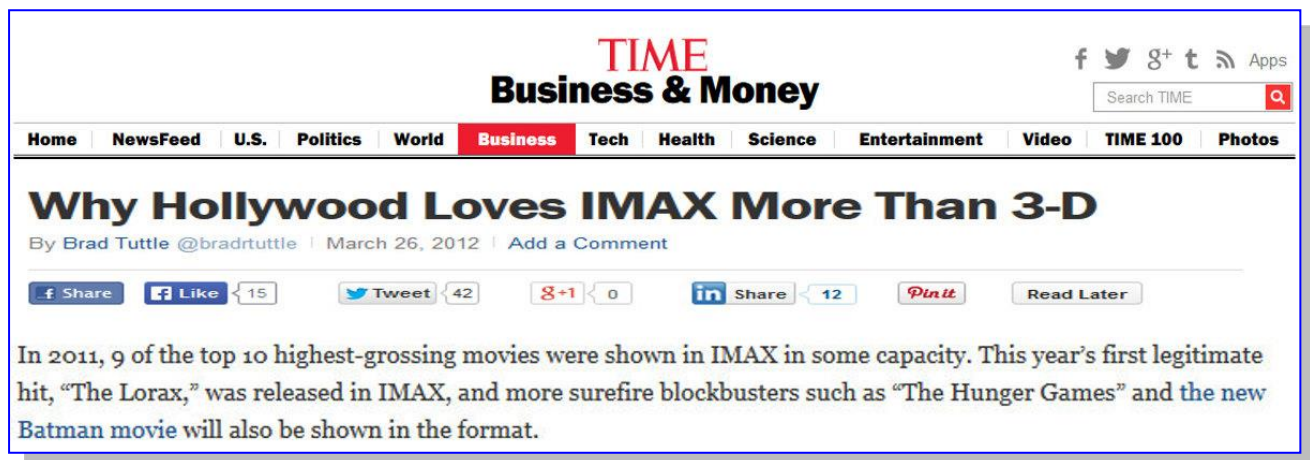 TIME
Business & Money
f g+ t Apps
Search TIME
Home NewsFeed U.S. Politics World Business Tech Health Science Entertainment Video TIME 100 Photos
Why Hollywood Loves IMAX More Than 3-D
By Brad Tuttle @bradrtuttle | March 26, 2012 | Add a Comment
f Share f Like 15 Tweet 42 g+1 0 in Share 12 Pin it Read Later
In 2011, 9 of the top 10 highest-grossing movies were shown in IMAX in some capacity. This year’s first legitimate
hit, “The Lorax,” was released in IMAX, and more surefire blockbusters such as “The Hunger Games” and the new
Batman movie will also be shown in the format.